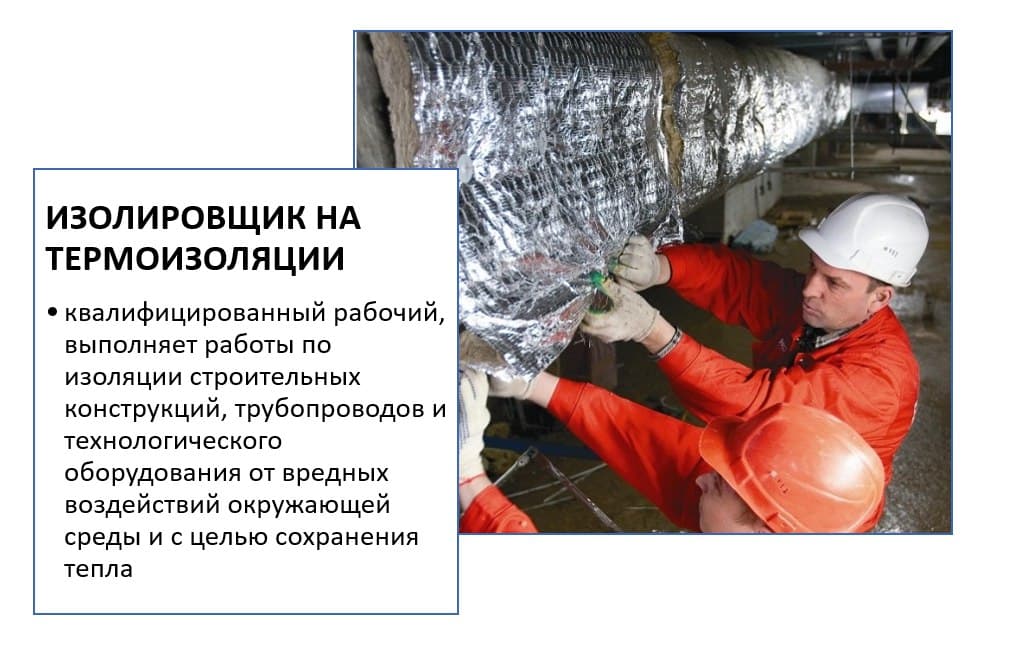 ИЗОЛИРОВЩИК НА
ТЕРМОИЗОЛЯЦИИ
• квалифицированный рабочий,
выполняет работы по
изоляции строительных
конструкций, трубопроводов и
технологического
оборудования от вредных
воздействий окружающей
среды и с целью сохранения
тепла